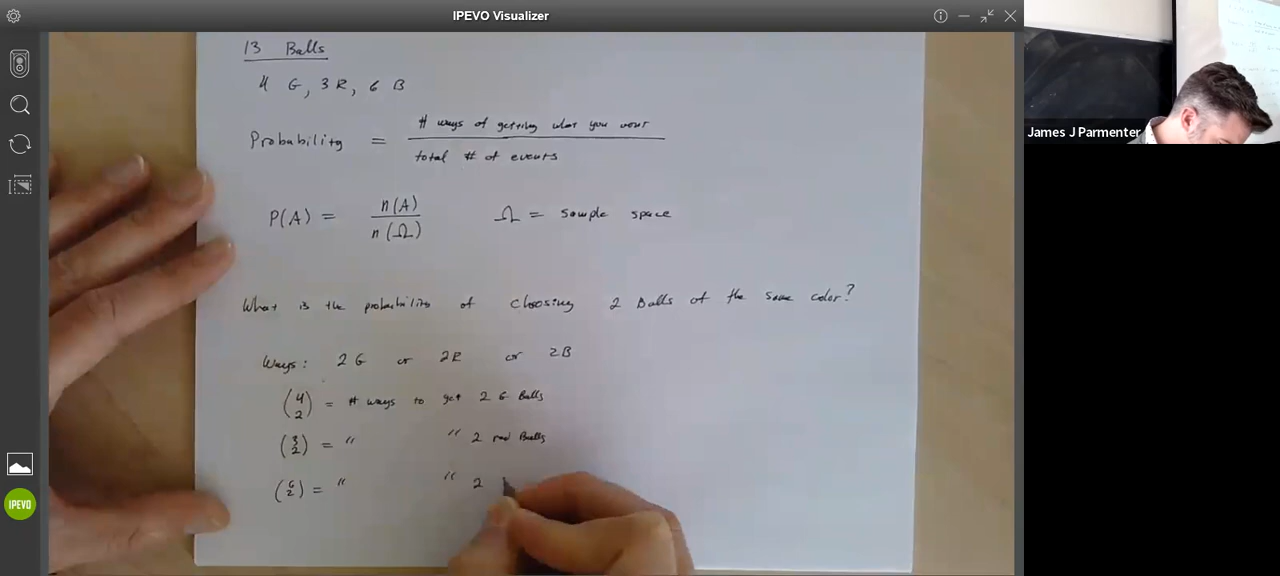 IPEVO Visualizer
James J Parmenter
13 Balls
4 G, 3R, 6 B
Probability = # ways of getting what you want
total # of events
P(A) = n(A)
n(Ω)
Ω = sample space
What is the probability of choosing 2 Balls of the same color?
Ways: 2G or 2R or 2B
(4 2) = # ways to get 2 G Balls
(3 2) = " " 2 red Balls
(6 2) = " " 2
IPEVO